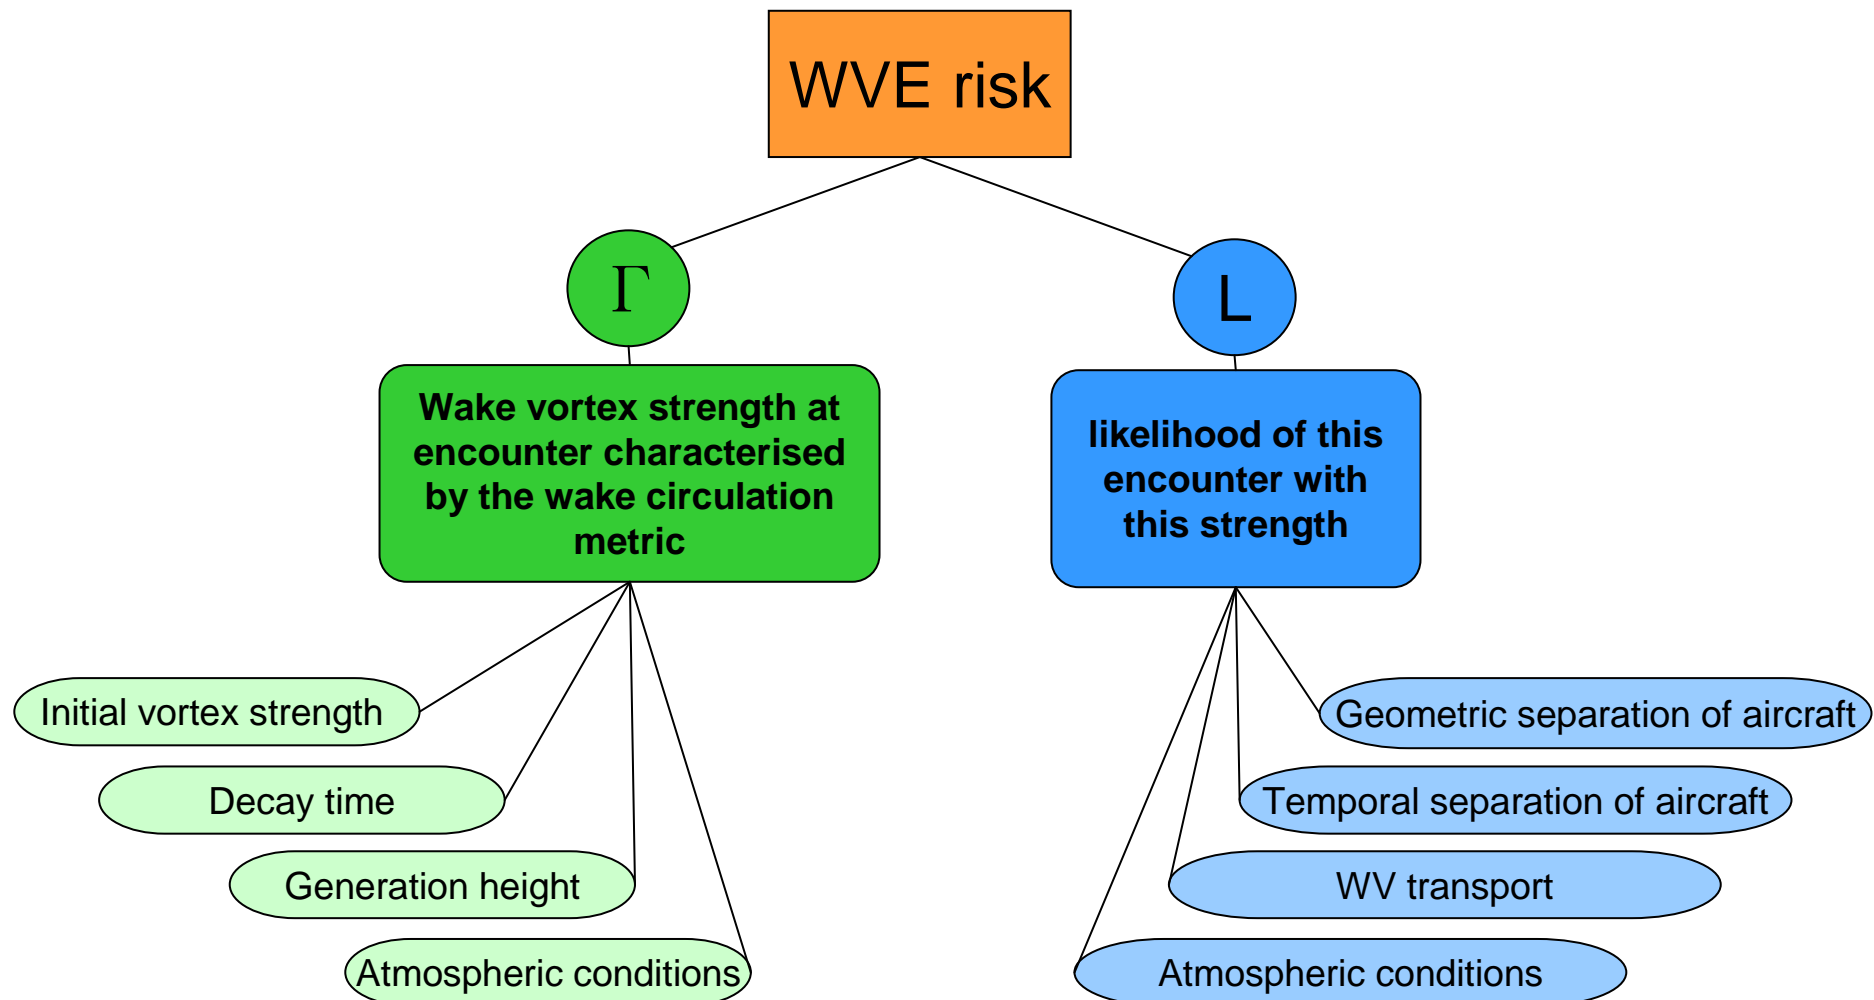 WVE risk
Γ
L
Wake vortex strength at
encounter characterised
by the wake circulation
metric
likelihood of this
encounter with
this strength
Initial vortex strength
Decay time
Generation height
Atmospheric conditions
Geometric separation of aircraft
Temporal separation of aircraft
WV transport
Atmospheric conditions